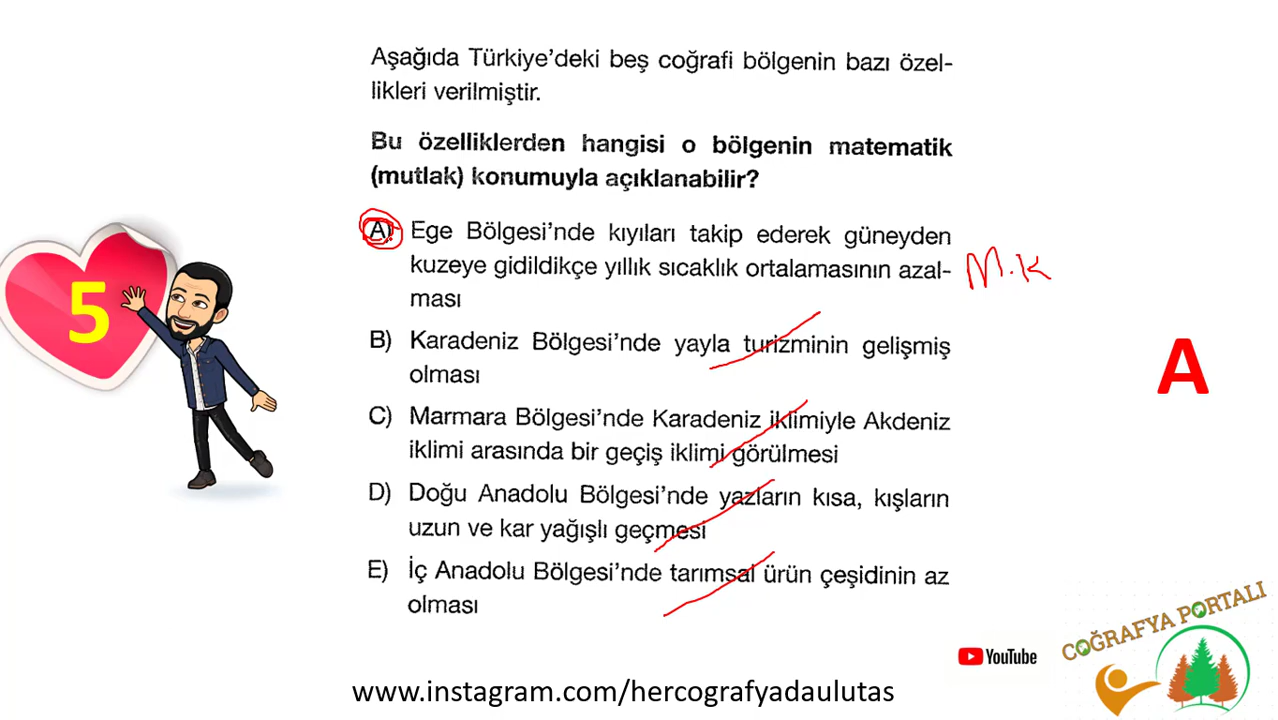 Aşağıda Türkiye'deki beş coğrafi bölgenin bazı özel-
likleri verilmiştir.
Bu özelliklerden hangisi o bölgenin matematik
(mutlak) konumuyla açıklanabilir?
A) Ege Bölgesi'nde kıyıları takip ederek güneyden
kuzeye gidildikçe yıllık sıcaklık ortalamasının azal-
ması
M.K
B) Karadeniz Bölgesi'nde yayla turizminin gelişmiş
olması
C) Marmara Bölgesi'nde Karadeniz iklimiyle Akdeniz
iklimi arasında bir geçiş iklimi görülmesi
D) Doğu Anadolu Bölgesi'nde yazların kısa, kışların
uzun ve kar yağışlı geçmesi
E) İç Anadolu Bölgesi'nde tarımsal ürün çeşidinin az
olması
5
A
YouTube
COĞRAFYA PORTALI
www.instagram.com/hercografyadaulutas